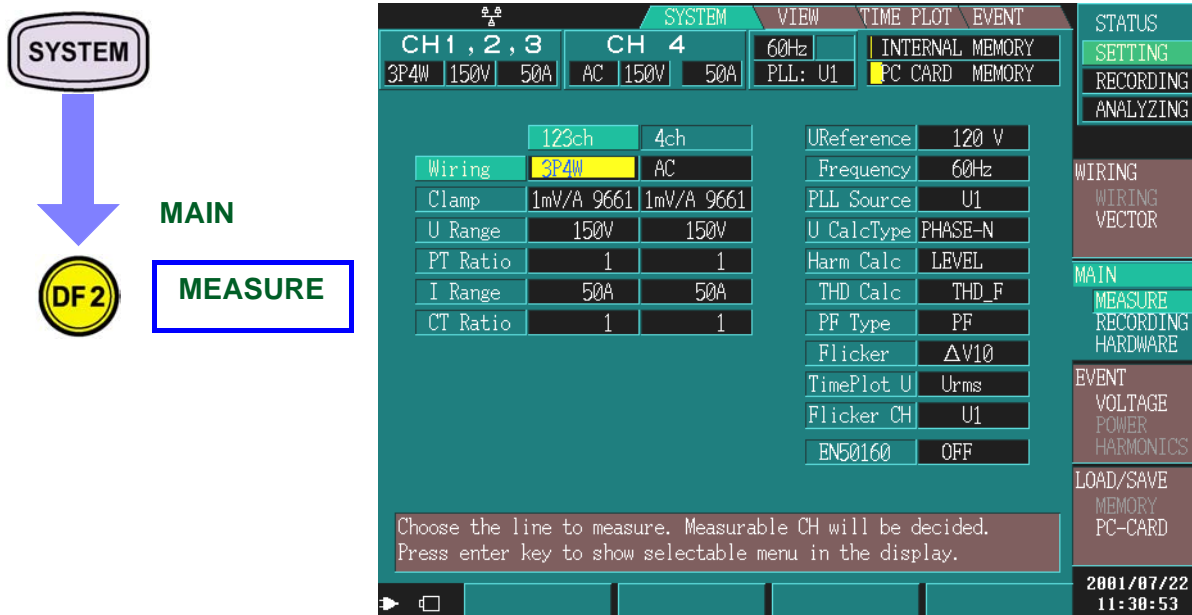 SYSTEM
MAIN
DF 2
MEASURE
SYSTEM VIEW TIME PLOT EVENT
CH1,2,3 CH 4
60Hz INTERNAL MEMORY
3P4W 150V 50A AC 150V 50A PLL: U1 PC CARD MEMORY
123ch 4ch
Wiring 3P4W AC
Clamp 1mV/A 9661 1mV/A 9661
U Range 150V 150V
PT Ratio 1 1
I Range 50A 50A
CT Ratio 1 1
UReference 120 V
Frequency 60Hz
PLL Source U1
U CalcType PHASE-N
Harm Calc LEVEL
THD Calc THD_F
PF Type PF
Flicker ΔV10
TimePlot U Urms
Flicker CH U1
EN50160 OFF
Choose the line to measure. Measurable CH will be decided.
Press enter key to show selectable menu in the display.
STATUS
SETTING
RECORDING
ANALYZING
WIRING
WIRING
VECTOR
MAIN
MEASURE
RECORDING
HARDWARE
EVENT
VOLTAGE
POWER
HARMONICS
LOAD/SAVE
MEMORY
PC-CARD
2001/07/22
11:30:53